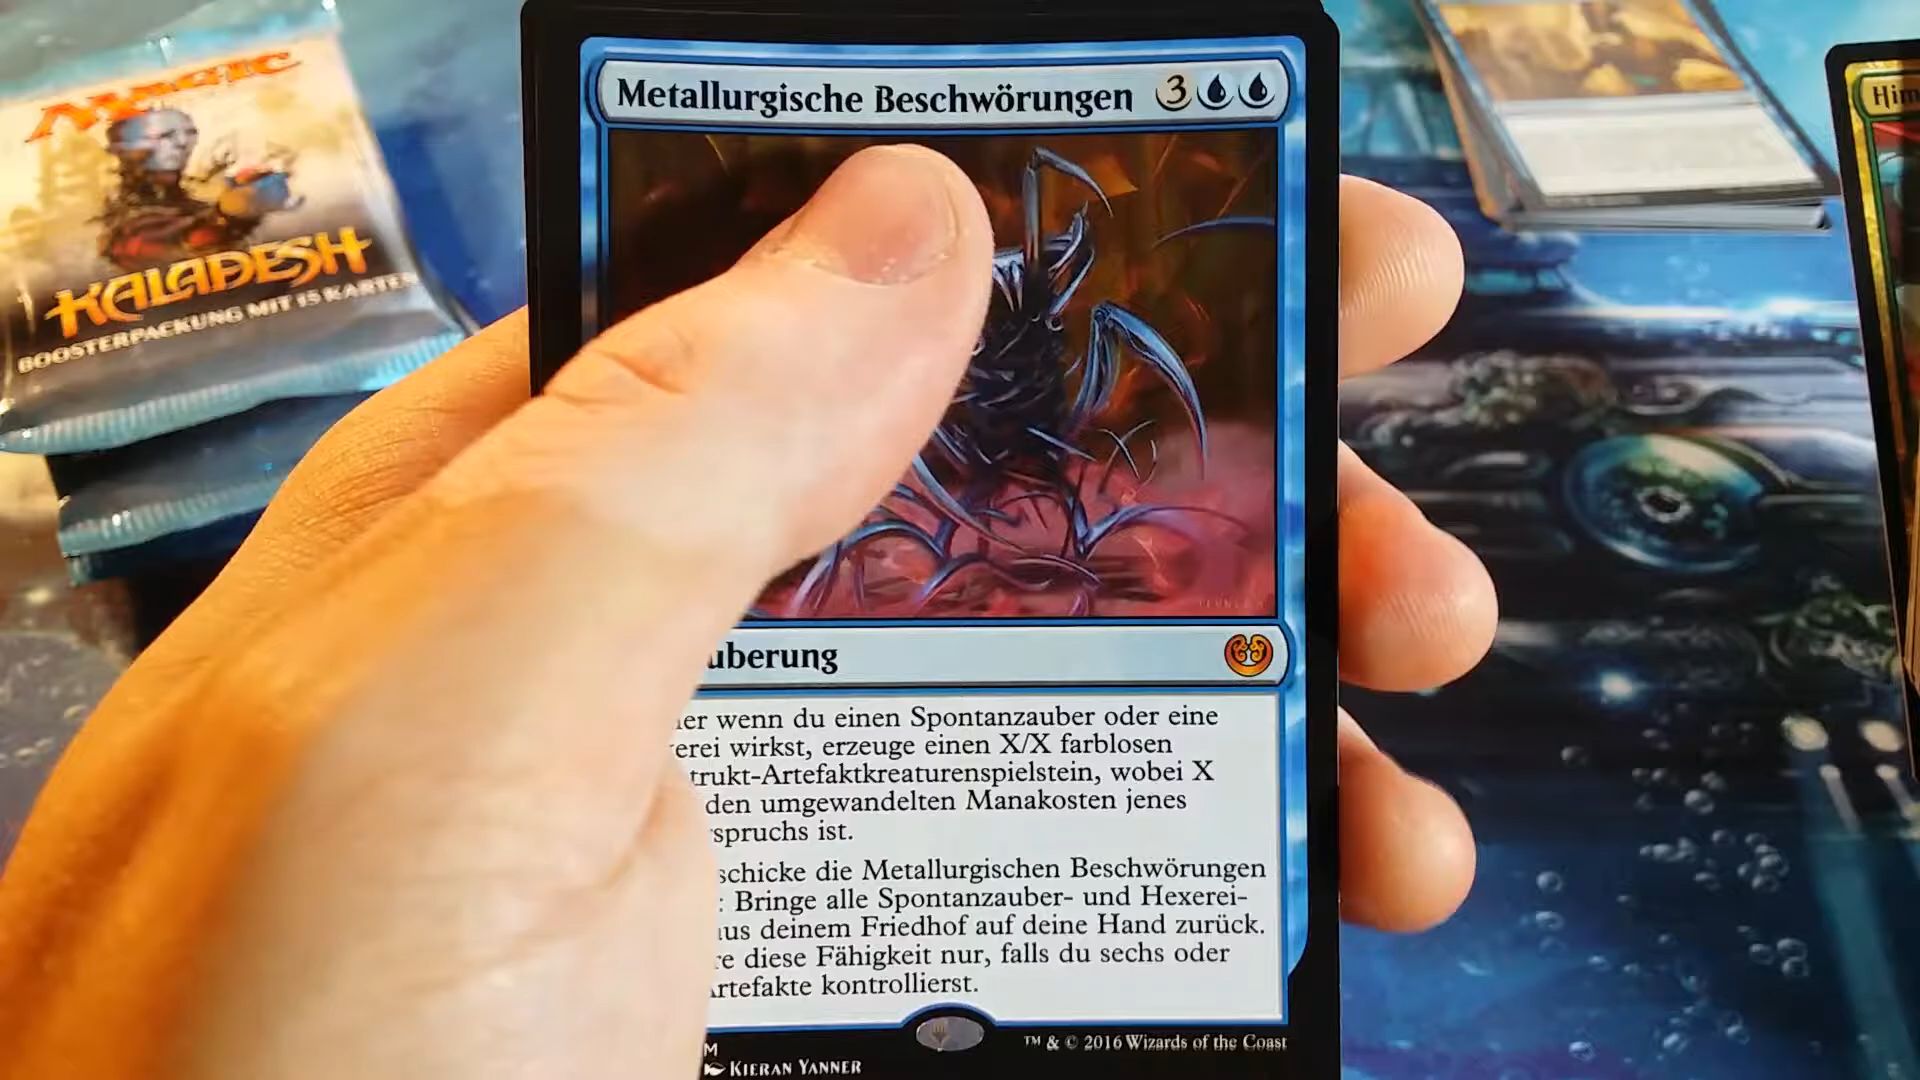 MAGIC
KALADESH
BOOSTERPACKUNG MIT 15 KARTEN
Metallurgische Beschwörungen 3
uberung
er wenn du einen Spontanzauber oder eine
erei wirkst, erzeuge einen X/X farblosen
trukt-Artefaktkreaturenspielstein, wobei X
den umgewandelten Manakosten jenes
spruchs ist.
schicke die Metallurgischen Beschwörungen
: Bringe alle Spontanzauber- und Hexerei-
us deinem Friedhof auf deine Hand zurück.
re diese Fähigkeit nur, falls du sechs oder
rtefakte kontrollierst.
M
KIERAN YANNER
™ & © 2016 Wizards of the Coast
Him